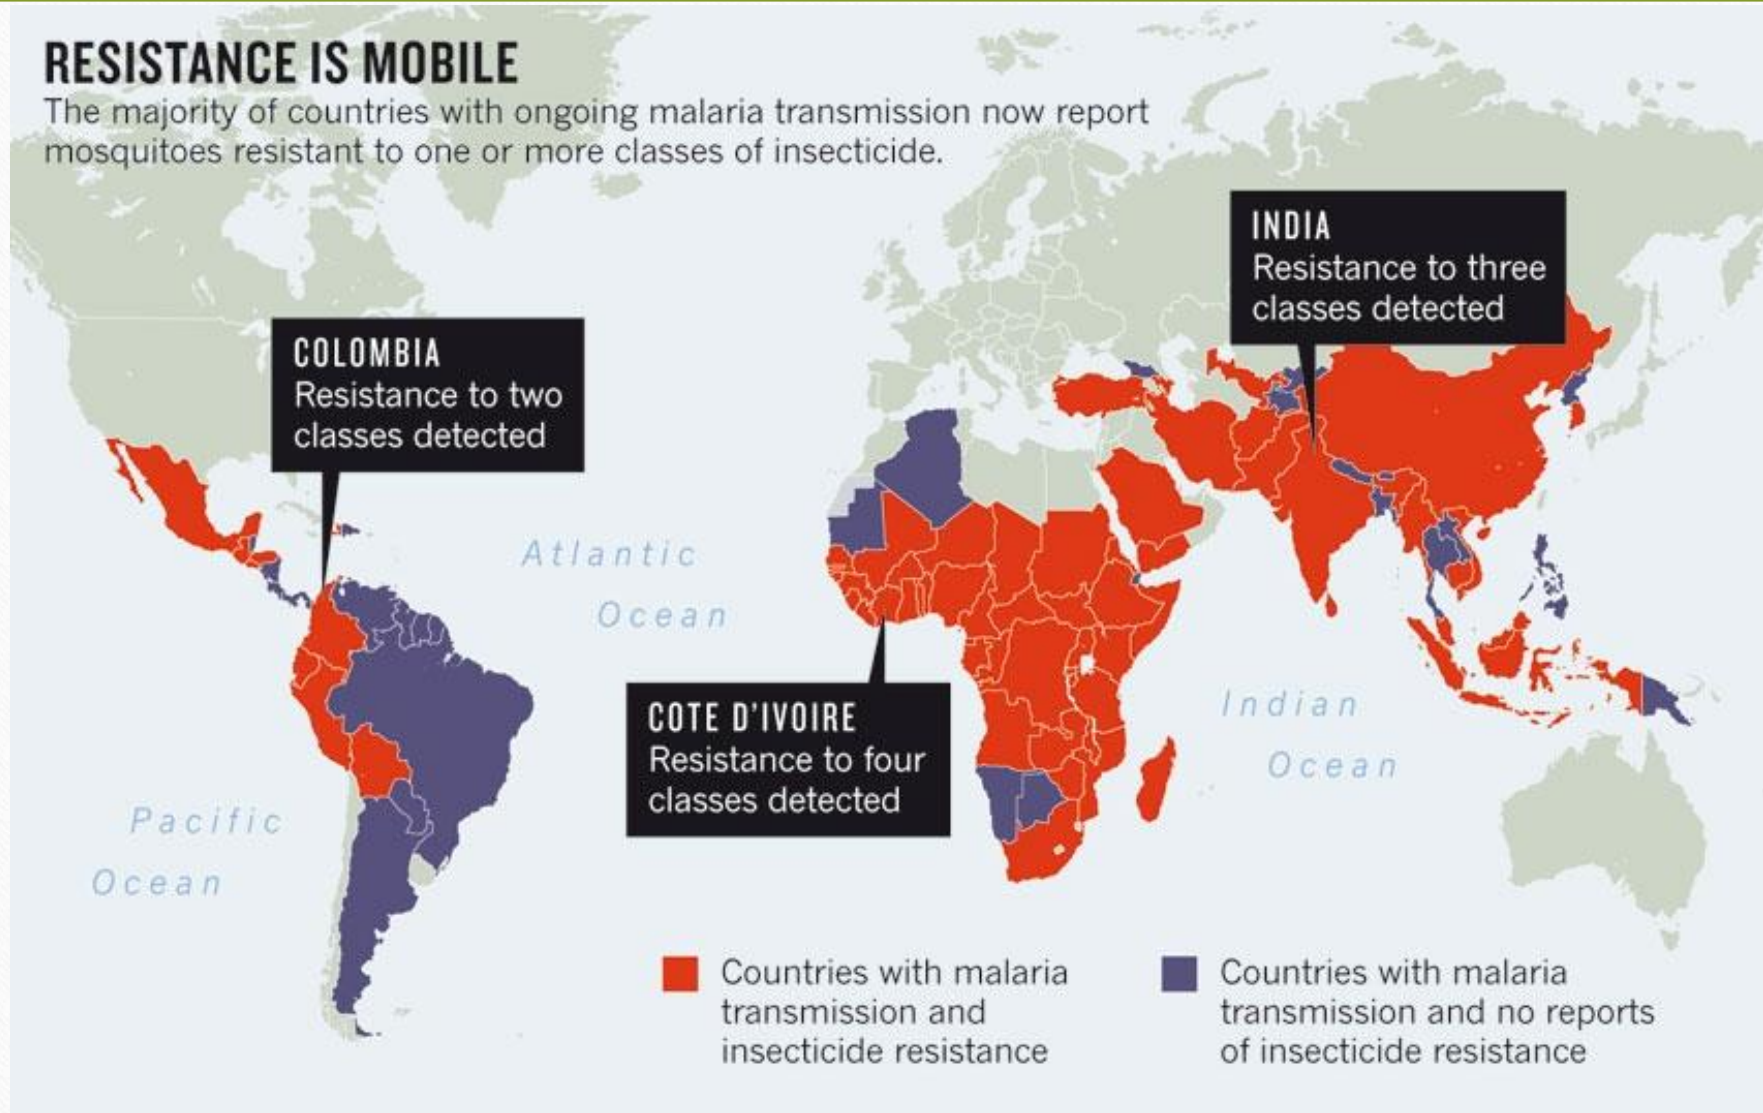 RESISTANCE IS MOBILE
The majority of countries with ongoing malaria transmission now report
mosquitoes resistant to one or more classes of insecticide.
INDIA
Resistance to three
classes detected
COLOMBIA
Resistance to two
classes detected
Atlantic
Ocean
COTE D'IVOIRE
Resistance to four
classes detected
Indian
Ocean
Pacific
Ocean
Countries with malaria
transmission and
insecticide resistance
Countries with malaria
transmission and no reports
of insecticide resistance